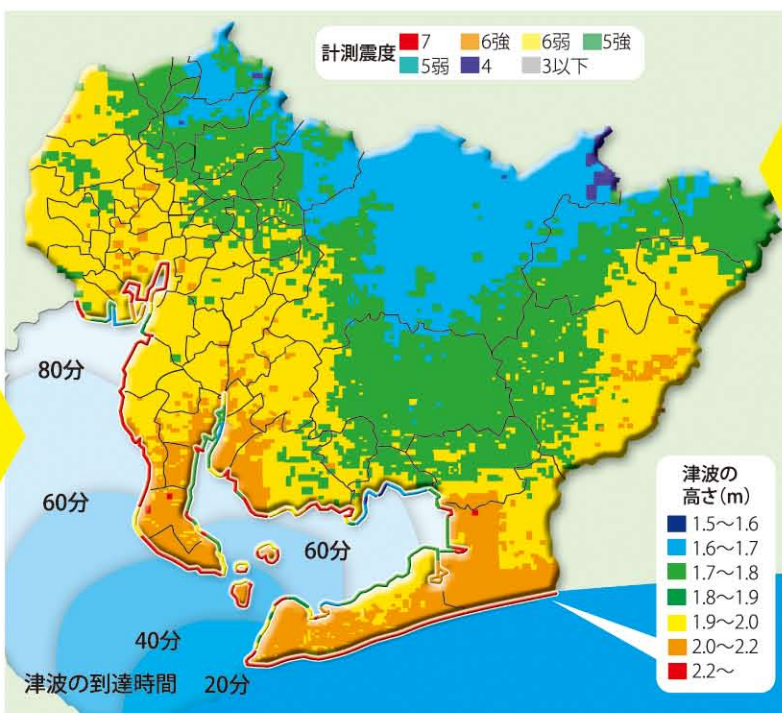 計測震度 7 6強 6弱 5強
5弱 4 3以下
80分
60分
60分
40分
津波の到達時間 20分
津波の
高さ(m)
1.5〜1.6
1.6〜1.7
1.7〜1.8
1.8〜1.9
1.9〜2.0
2.0〜2.2
2.2〜